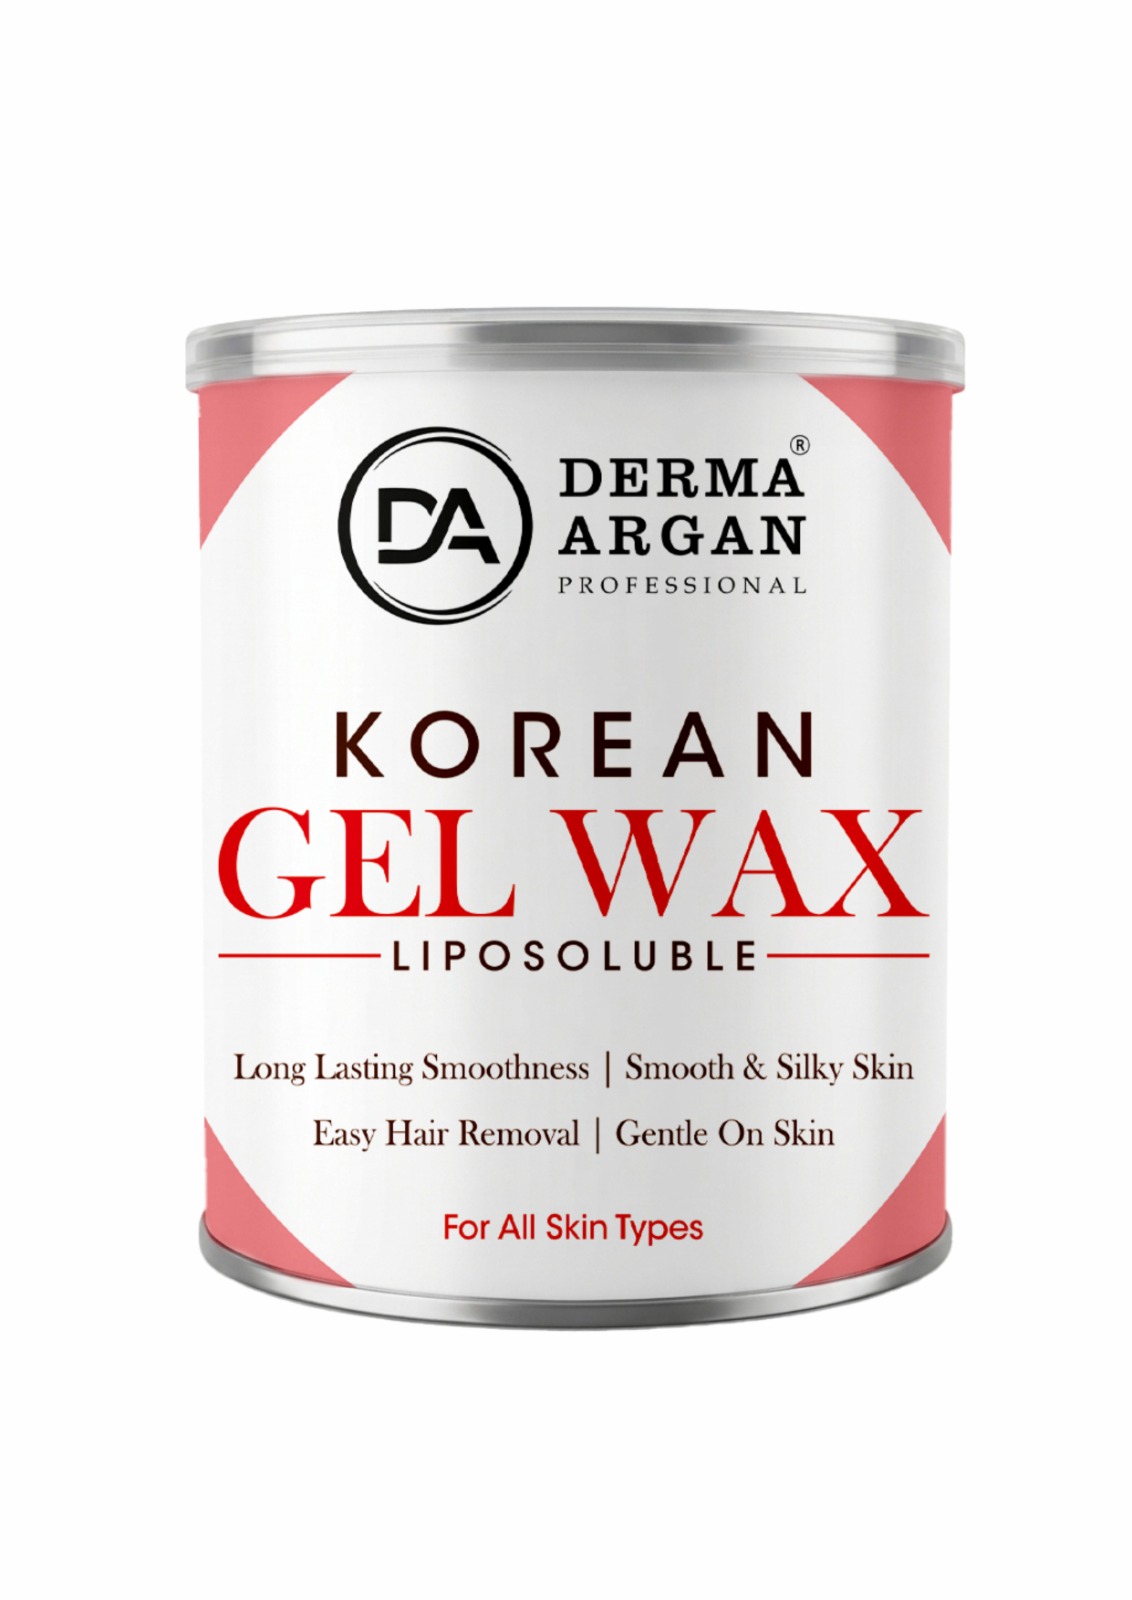 DA
DERMA®
ARGAN
PROFESSIONAL
KOREAN
GEL WAX
LIPOSOLUBLE
Long Lasting Smoothness | Smooth & Silky Skin
Easy Hair Removal | Gentle On Skin
For All Skin Types